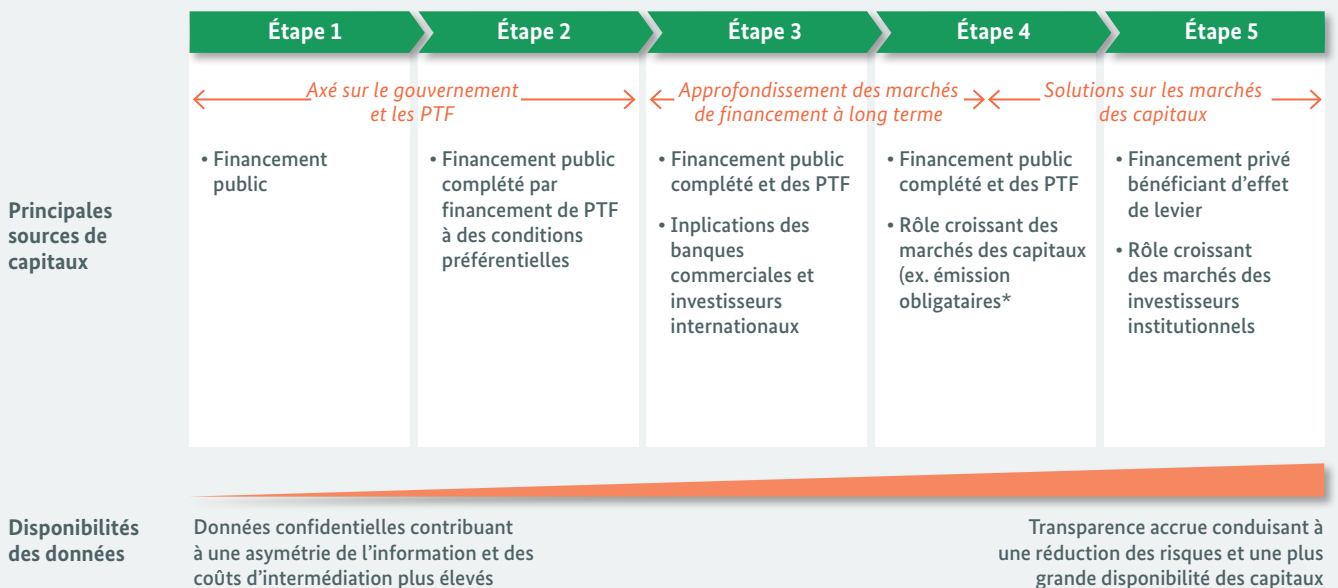 Étape 1
Étape 2
Étape 3
Étape 4
Étape 5
Axé sur le gouvernement
et les PTF
Approfondissement des marchés
de financement à long terme
Solutions sur les marchés
des capitaux
Principales
sources de
capitaux
• Financement
public
• Financement public
complété par
financement de PTF
à des conditions
préférentielles
• Financement public
complété et des PTF
• Inplications des
banques
commerciales et
investisseurs
internationaux
• Financement public
complété et des PTF
• Rôle croissant des
marchés des capitaux
(ex. émission
obligataires*
• Financement privé
bénéficiant d’effet
de levier
• Rôle croissant
des marchés des
investisseurs
institutionnels
Disponibilités
des données
Données confidentielles contribuant
à une asymétrie de l’information et des
coûts d’intermédiation plus élevés
Transparence accrue conduisant à
une réduction des risques et une plus
grande disponibilité des capitaux